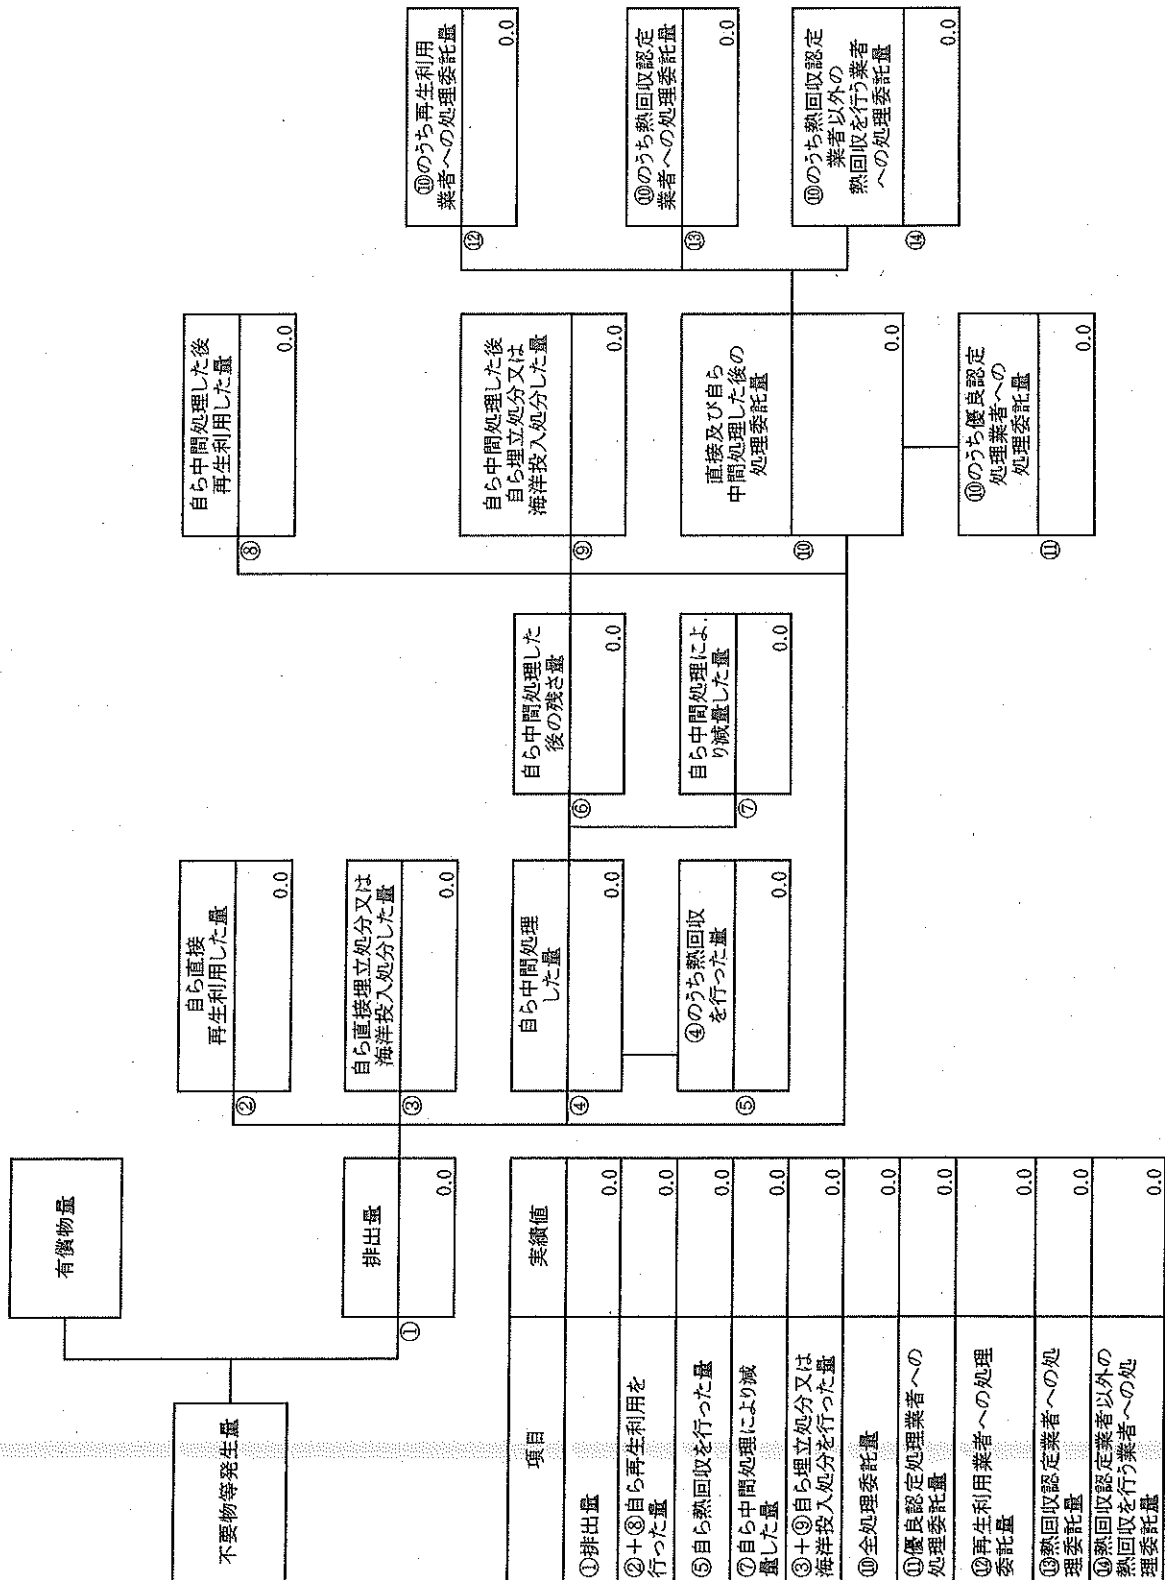 不要物等発生量
有償物量
①
排出量
0.0
②
自ら直接
再生利用した量
0.0
③
自ら直接埋立処分又は
海洋投入処分した量
0.0
④
自ら中間処理
した量
0.0
⑤
④のうち熱回収
を行った量
0.0
⑥
自ら中間処理した
後の残さ量
0.0
⑦
自ら中間処理によ
り減量した量
0.0
⑧
自ら中間処理した後
再生利用した量
0.0
⑨
自ら中間処理した後
自ら埋立処分又は
海洋投入処分した量
0.0
⑩
直接及び自ら
中間処理した後の
処理委託量
0.0
⑪
⑩のうち優良認定
処理業者への
処理委託量
0.0
⑫
⑩のうち再生利用
業者への処理委託量
0.0
⑬
⑩のうち熱回収認定
業者への処理委託量
0.0
⑭
⑩のうち熱回収認定
業者以外の
熱回収を行う業者
への処理委託量
0.0
項目 実績値
①排出量 0.0
②+⑧自ら再生利用を
行った量 0.0
⑤自ら熱回収を行った量 0.0
⑦自ら中間処理により減
量した量 0.0
③+⑨自ら埋立処分又は
海洋投入処分を行った量 0.0
⑩全処理委託量 0.0
⑪優良認定処理業者への
処理委託量 0.0
⑫再生利用業者への処理
委託量 0.0
⑬熱回収認定業者への処
理委託量 0.0
⑭熱回収認定業者以外の
熱回収を行う業者への処
理委託量 0.0